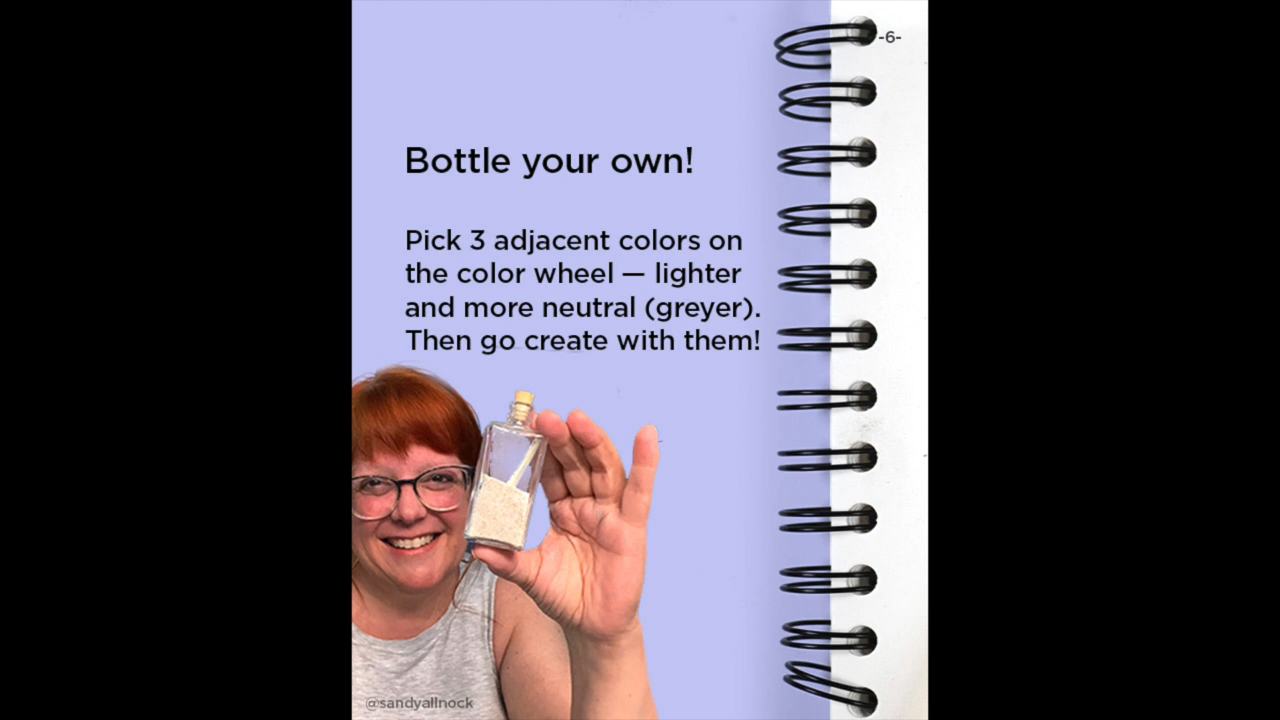 -6-
Bottle your own!
Pick 3 adjacent colors on
the color wheel — lighter
and more neutral (greyer).
Then go create with them!
@sandyallnock